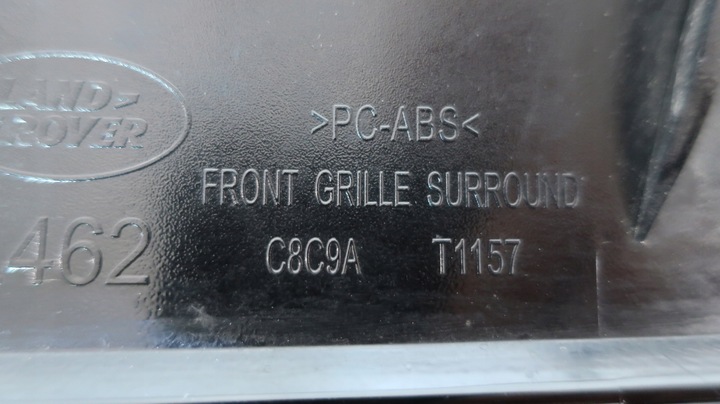 LAND-
ROVER
>PC-ABS<
FRONT GRILLE SURROUND
462
C8C9A T1157